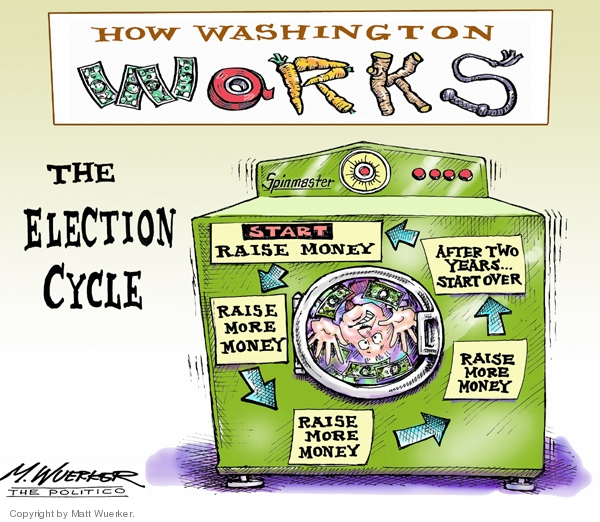 HOW WASHINGTON
WORKS
THE
ELECTION
CYCLE
Spinmaster
START
RAISE MONEY
RAISE
MORE
MONEY
RAISE
MORE
MONEY
RAISE
MORE
MONEY
AFTER TWO
YEARS...
START OVER
M. WUERKER
THE POLITICO
Copyright by Matt Wuerker.